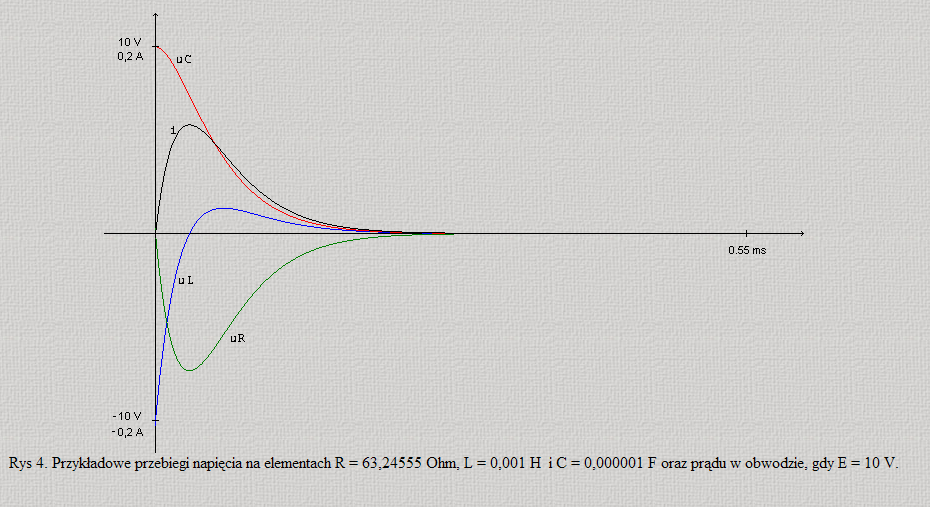 10 V
0,2 A
uC
i
0.55 ms
uL
uR
-10 V
-0,2 A
Rys 4. Przykładowe przebiegi napięcia na elementach R = 63,24555 Ohm, L = 0,001 H i C = 0,000001 F oraz prądu w obwodzie, gdy E = 10 V.